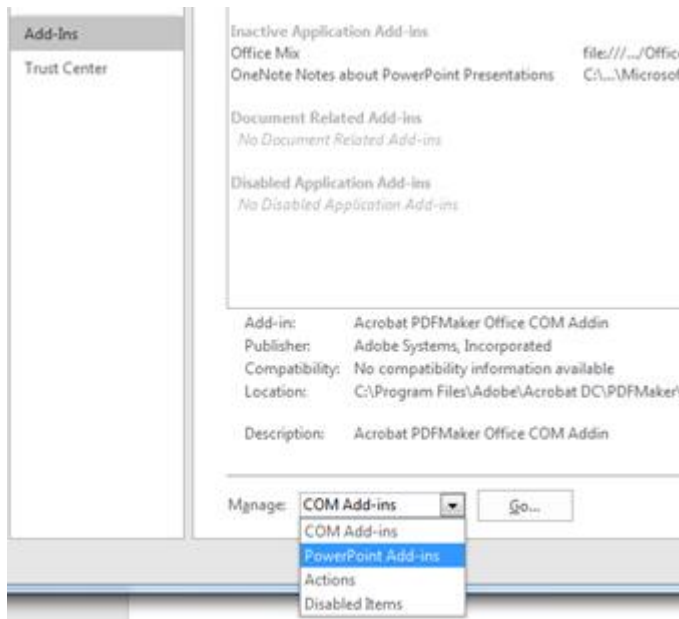 Add-Ins
Trust Center
Inactive Application Add-ins
Office Mix file:///.../Offic
OneNote Notes about PowerPoint Presentations C:\...\Microsof
Document Related Add-ins
No Document Related Add-ins
Disabled Application Add-ins
No Disabled Application Add-ins
Add-in: Acrobat PDFMaker Office COM Addin
Publisher: Adobe Systems, Incorporated
Compatibility: No compatibility information available
Location: C:\Program Files\Adobe\Acrobat DC\PDFMaker\
Description: Acrobat PDFMaker Office COM Addin
Manage: COM Add-ins Go...
COM Add-ins
PowerPoint Add-ins
Actions
Disabled Items